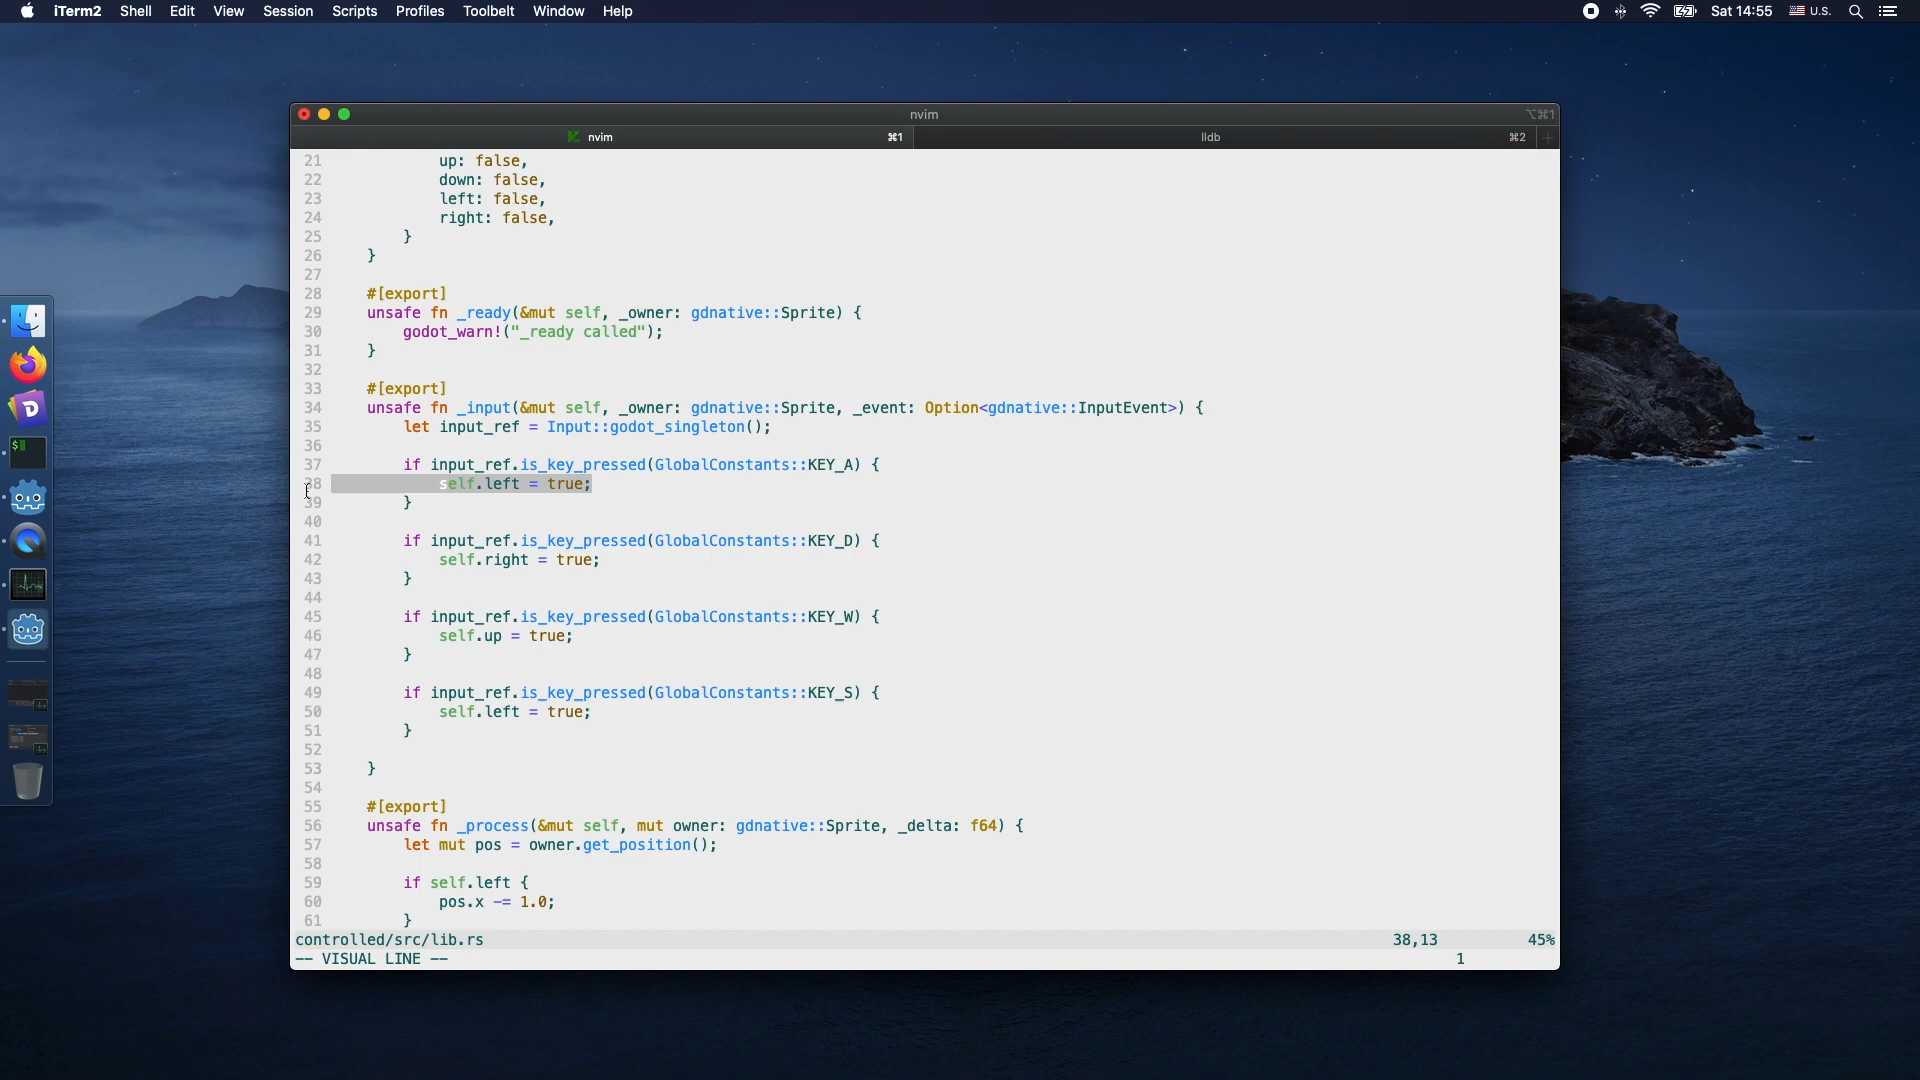 iTerm2 Shell Edit View Session Scripts Profiles Toolbelt Window Help Sat 14:55 U.S.
nvim ⌥⌘1
nvim ⌘1 lldb ⌘2 +
21 up: false,
22 down: false,
23 left: false,
24 right: false,
25 }
26 }
27
28 #[export]
29 unsafe fn _ready(&mut self, _owner: gdnative::Sprite) {
30 godot_warn!("_ready called");
31 }
32
33 #[export]
34 unsafe fn _input(&mut self, _owner: gdnative::Sprite, _event: Option<gdnative::InputEvent>) {
35 let input_ref = Input::godot_singleton();
36
37 if input_ref.is_key_pressed(GlobalConstants::KEY_A) {
38 self.left = true;
39 }
40
41 if input_ref.is_key_pressed(GlobalConstants::KEY_D) {
42 self.right = true;
43 }
44
45 if input_ref.is_key_pressed(GlobalConstants::KEY_W) {
46 self.up = true;
47 }
48
49 if input_ref.is_key_pressed(GlobalConstants::KEY_S) {
50 self.left = true;
51 }
52
53 }
54
55 #[export]
56 unsafe fn _process(&mut self, mut owner: gdnative::Sprite, _delta: f64) {
57 let mut pos = owner.get_position();
58
59 if self.left {
60 pos.x -= 1.0;
61 }
controlled/src/lib.rs 38,13 45%
-- VISUAL LINE -- 1